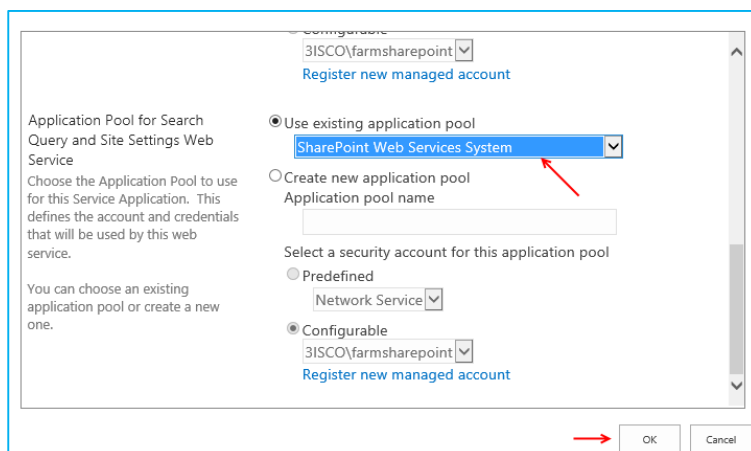 Configurable
3ISCO\farmsharepoint
Register new managed account
Application Pool for Search
Query and Site Settings Web
Service
Choose the Application Pool to use
for this Service Application. This
defines the account and credentials
that will be used by this web
service.
You can choose an existing
application pool or create a new
one.
Use existing application pool
SharePoint Web Services System
Create new application pool
Application pool name
Select a security account for this application pool
Predefined
Network Service
Configurable
3ISCO\farmsharepoint
Register new managed account
OK
Cancel